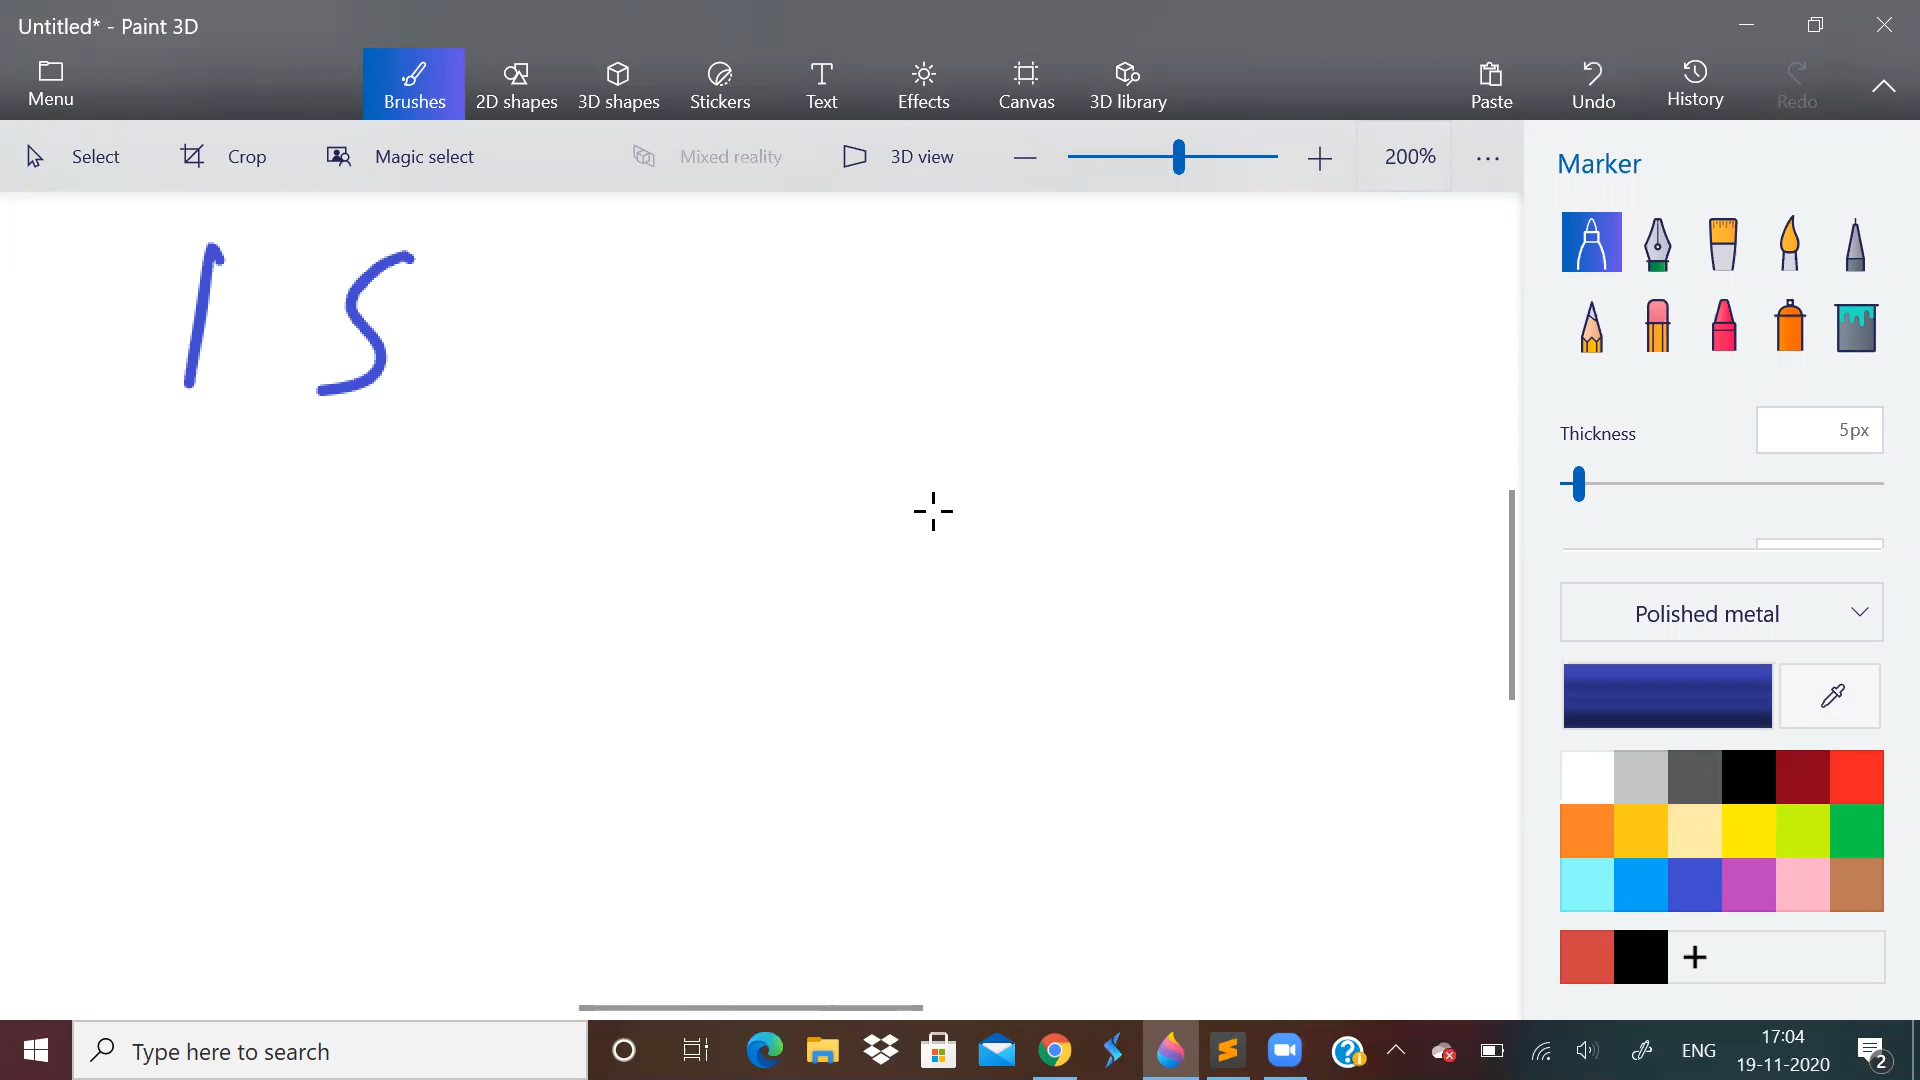 Untitled* - Paint 3D
Menu
Brushes 2D shapes 3D shapes Stickers Text Effects Canvas 3D library Paste Undo History Redo
Select Crop Magic select Mixed reality 3D view 200%
Marker
1 S
Thickness 5px
Polished metal
Type here to search
ENG
17:04
19-11-2020
2